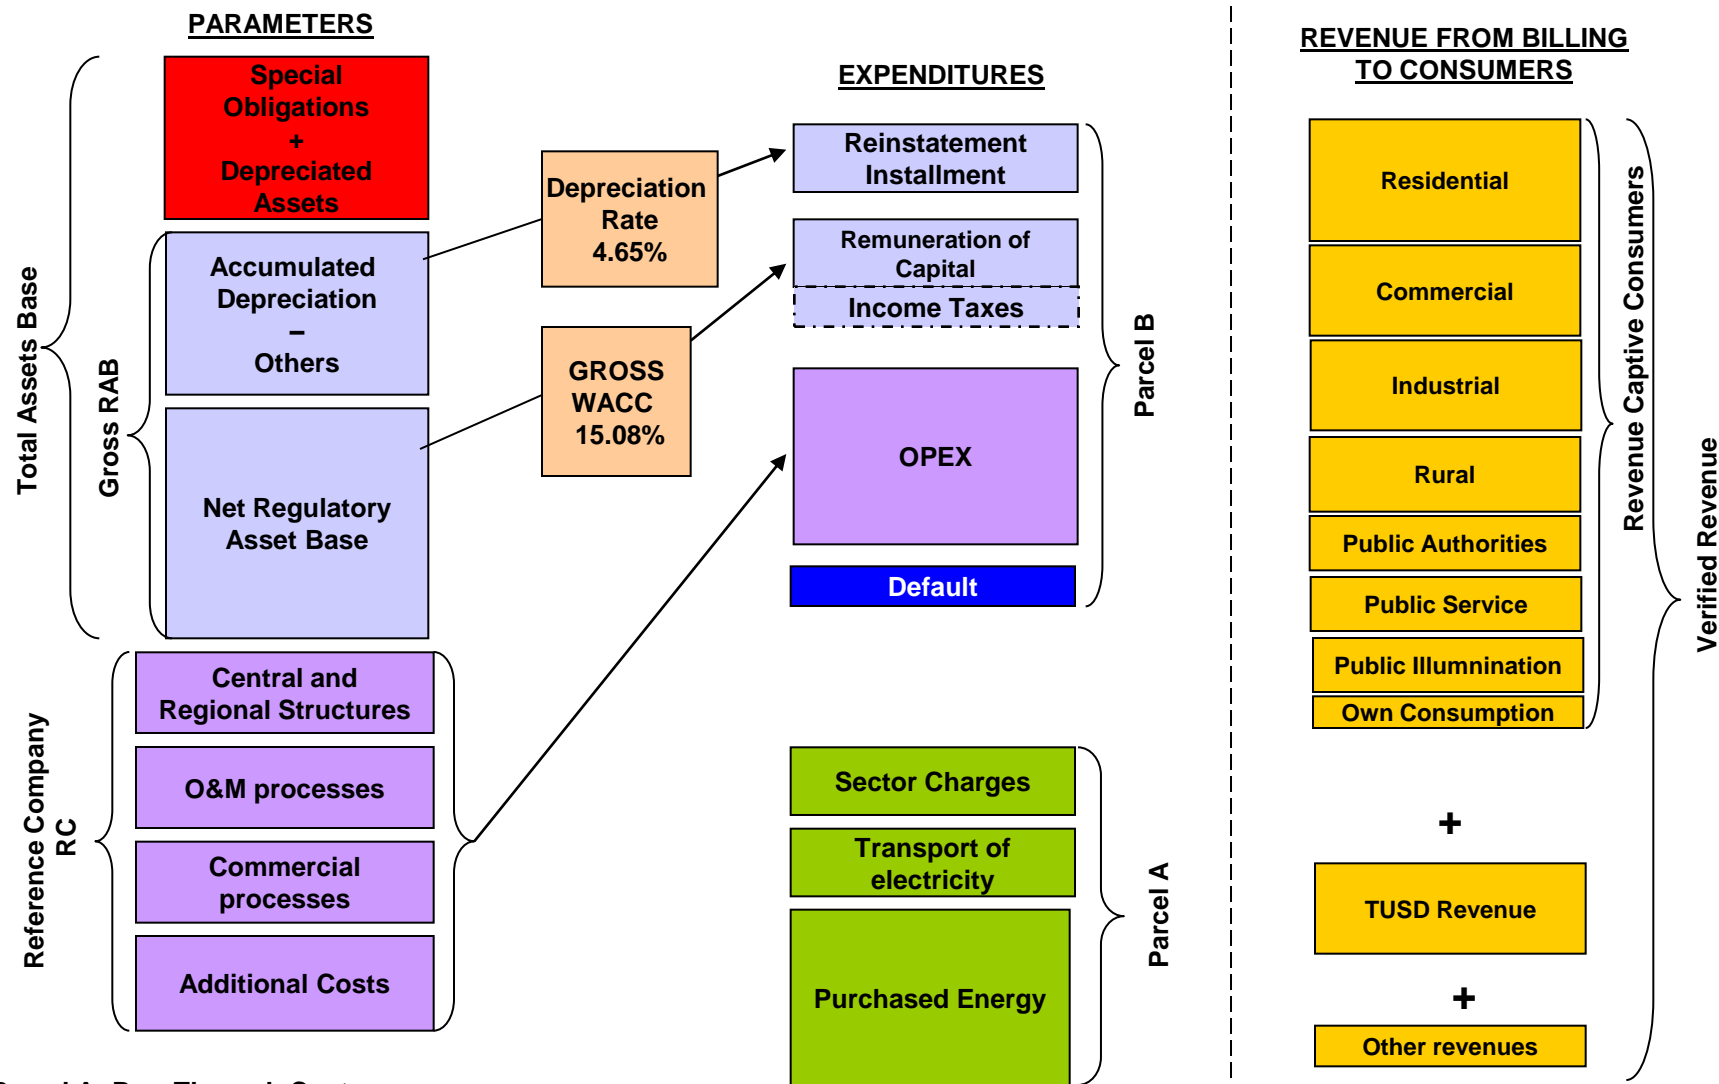 PARAMETERS
Special
Obligations
+
Depreciated
Assets
Accumulated
Depreciation
–
Others
Net Regulatory
Asset Base
Total Assets Base
Gross RAB
Central and
Regional Structures
O&M processes
Commercial
processes
Additional Costs
Reference Company
RC
Depreciation
Rate
4.65%
GROSS
WACC
15.08%
EXPENDITURES
Reinstatement
Installment
Remuneration of
Capital
Income Taxes
OPEX
Default
Parcel B
Sector Charges
Transport of
electricity
Purchased Energy
Parcel A
REVENUE FROM BILLING
TO CONSUMERS
Residential
Commercial
Industrial
Rural
Public Authorities
Public Service
Public Illumnination
Own Consumption
Revenue Captive Consumers
+
TUSD Revenue
+
Other revenues
Verified Revenue